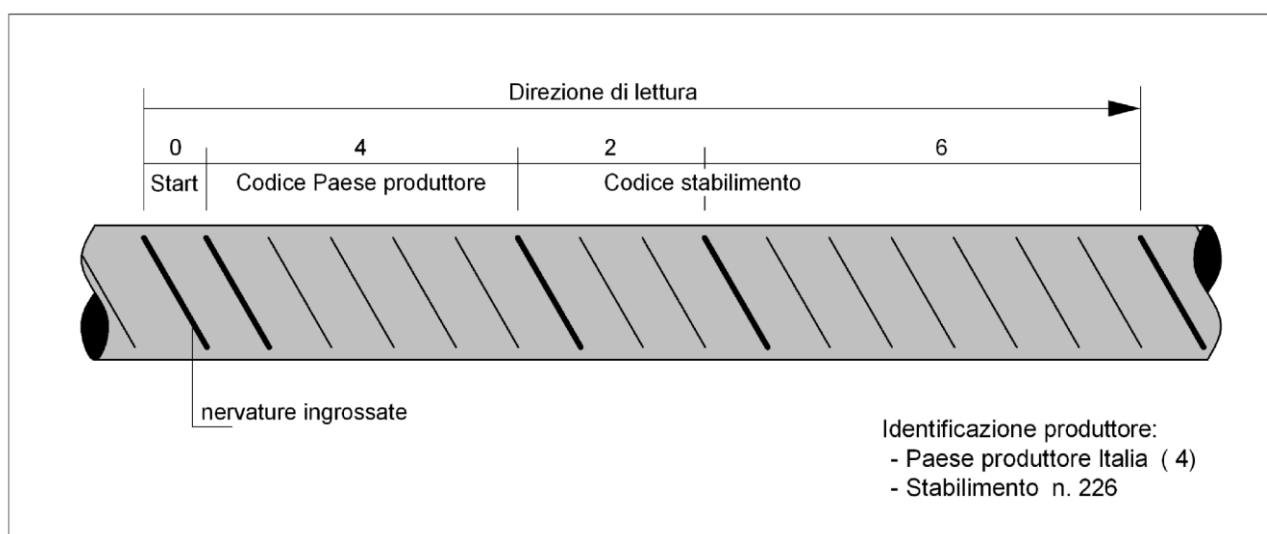 Direzione di lettura
0 4 2 6
Start Codice Paese produttore Codice stabilimento
nervature ingrossate
Identificazione produttore:
- Paese produttore Italia ( 4)
- Stabilimento n. 226